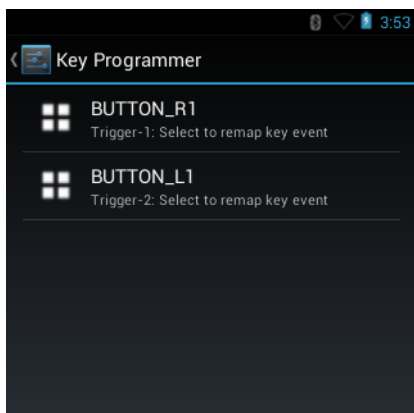 3:53
Key Programmer
BUTTON_R1
Trigger-1: Select to remap key event
BUTTON_L1
Trigger-2: Select to remap key event